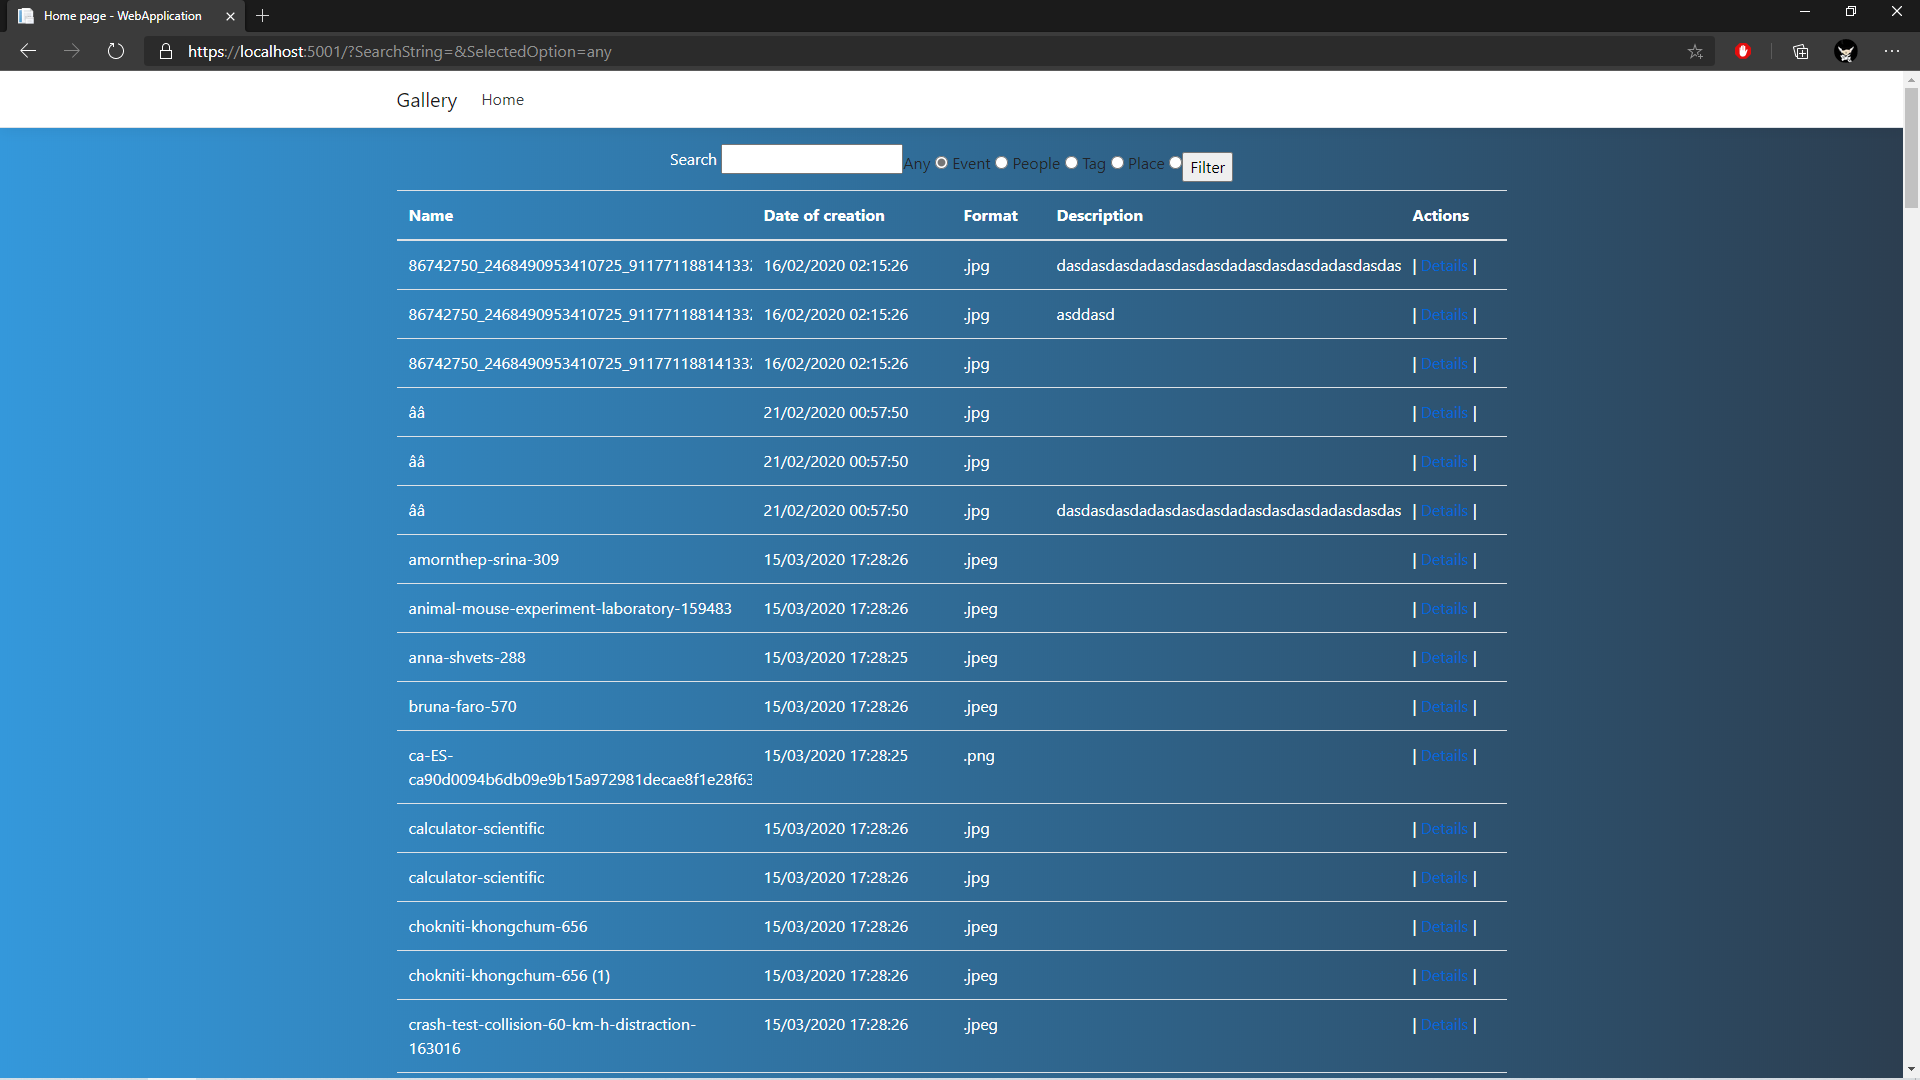 Home page - WebApplication
https://localhost:5001/?SearchString=&SelectedOption=any
Gallery Home
Search Any Event People Tag Place Filter
Name Date of creation Format Description Actions
86742750_2468490953410725_91177118814133 16/02/2020 02:15:26 .jpg dasdasdasdadasdasdasdadasdasdasdadasdasdas | Details |
86742750_2468490953410725_91177118814133 16/02/2020 02:15:26 .jpg asddasd | Details |
86742750_2468490953410725_91177118814133 16/02/2020 02:15:26 .jpg | Details |
ââ 21/02/2020 00:57:50 .jpg | Details |
ââ 21/02/2020 00:57:50 .jpg | Details |
ââ 21/02/2020 00:57:50 .jpg dasdasdasdadasdasdasdadasdasdasdadasdasdas | Details |
amornthep-srina-309 15/03/2020 17:28:26 .jpeg | Details |
animal-mouse-experiment-laboratory-159483 15/03/2020 17:28:26 .jpeg | Details |
anna-shvets-288 15/03/2020 17:28:25 .jpeg | Details |
bruna-faro-570 15/03/2020 17:28:26 .jpeg | Details |
ca-ES- 15/03/2020 17:28:25 .png | Details |
ca90d0094b6db09e9b15a972981decae8f1e28f63
calculator-scientific 15/03/2020 17:28:26 .jpg | Details |
calculator-scientific 15/03/2020 17:28:26 .jpg | Details |
chokniti-khongchum-656 15/03/2020 17:28:26 .jpeg | Details |
chokniti-khongchum-656 (1) 15/03/2020 17:28:26 .jpeg | Details |
crash-test-collision-60-km-h-distraction- 15/03/2020 17:28:26 .jpeg | Details |
163016